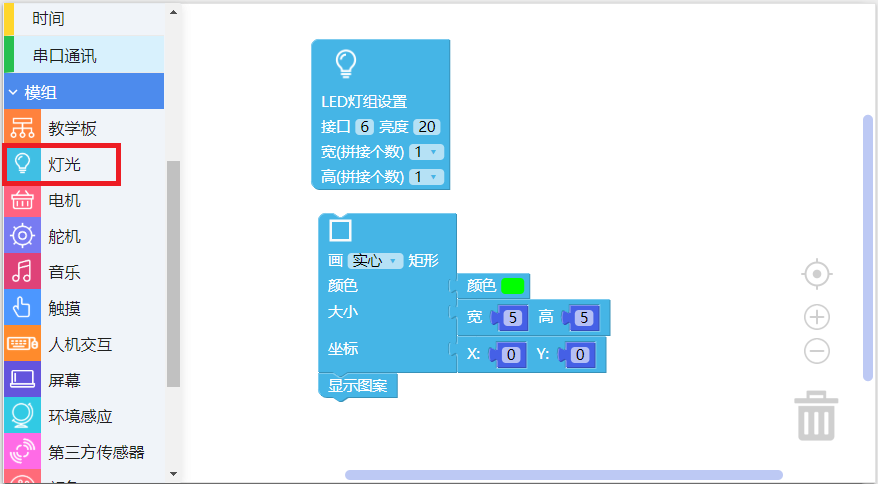 时间
串口通讯
模组
教学板
灯光
电机
舵机
音乐
触摸
人机交互
屏幕
环境感应
第三方传感器
LED灯组设置
接口 6 亮度 20
宽(拼接个数) 1
高(拼接个数) 1
画 实心 矩形
颜色 颜色
大小 宽 5 高 5
坐标 X: 0 Y: 0
显示图案